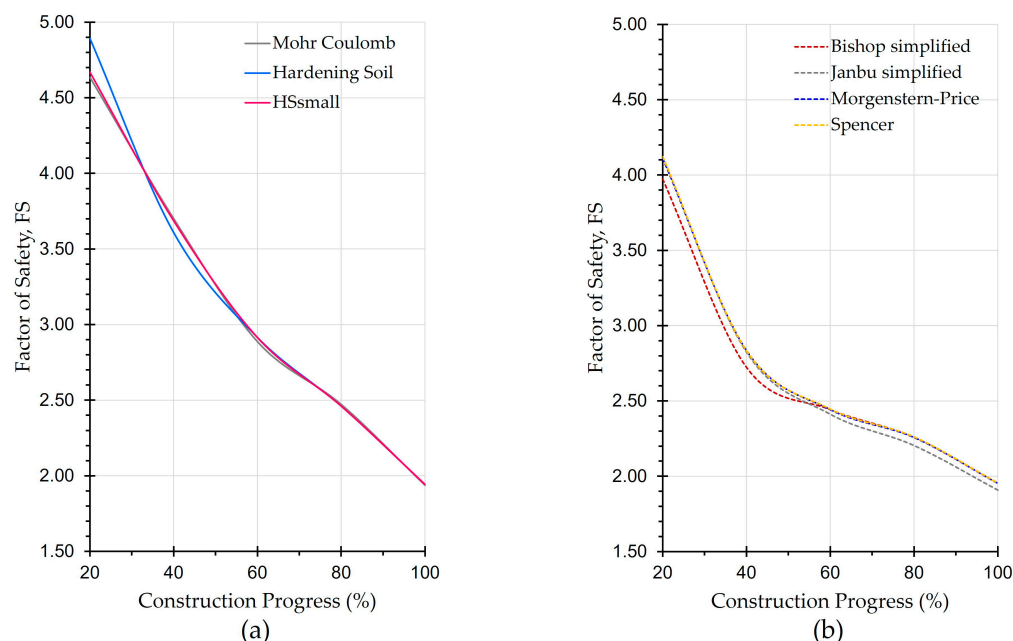 5.00
4.50
4.00
3.50
3.00
2.50
2.00
1.50
Factor of Safety, FS
Mohr Coulomb
Hardening Soil
HSsmall
20 40 60 80 100
Construction Progress (%)
(a)
5.00
4.50
4.00
3.50
3.00
2.50
2.00
1.50
Factor of Safety, FS
Bishop simplified
Janbu simplified
Morgenstern-Price
Spencer
20 40 60 80 100
Construction Progress (%)
(b)